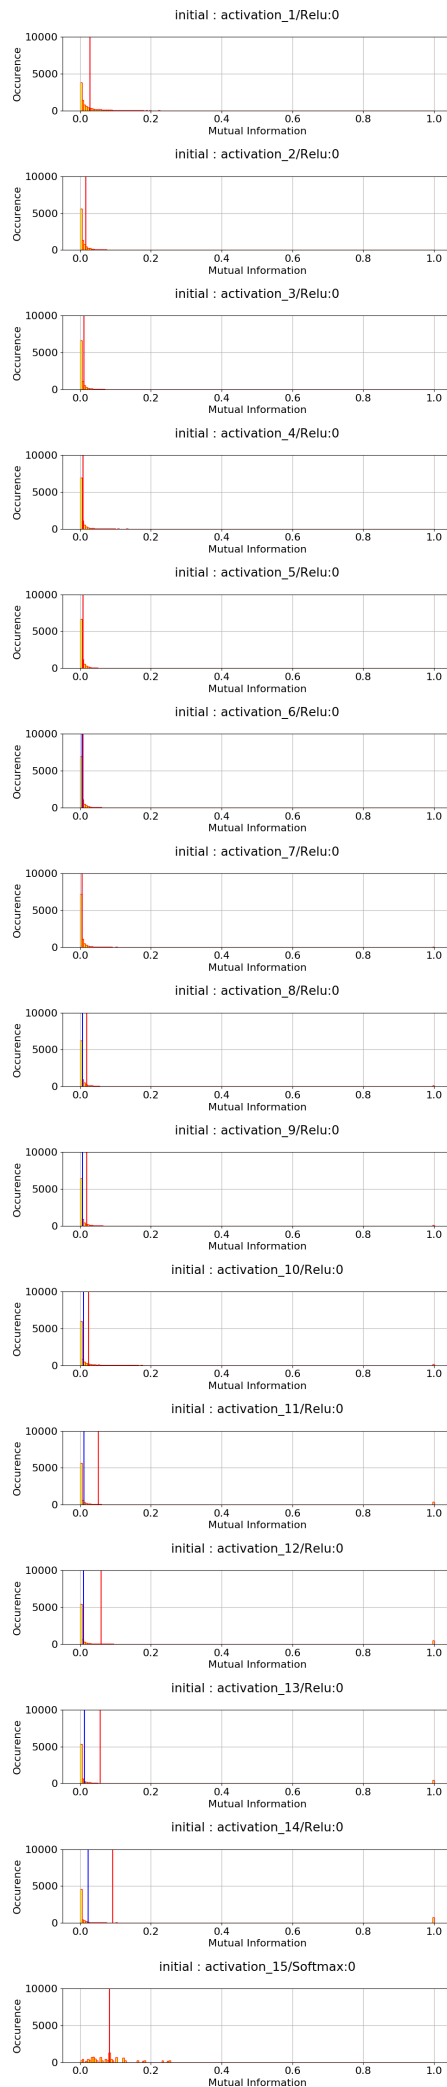 initial : activation_1/Relu:0
10000
5000
0
Occurence
0.0 0.2 0.4 0.6 0.8 1.0
Mutual Information
initial : activation_2/Relu:0
10000
5000
0
Occurence
0.0 0.2 0.4 0.6 0.8 1.0
Mutual Information
initial : activation_3/Relu:0
10000
5000
0
Occurence
0.0 0.2 0.4 0.6 0.8 1.0
Mutual Information
initial : activation_4/Relu:0
10000
5000
0
Occurence
0.0 0.2 0.4 0.6 0.8 1.0
Mutual Information
initial : activation_5/Relu:0
10000
5000
0
Occurence
0.0 0.2 0.4 0.6 0.8 1.0
Mutual Information
initial : activation_6/Relu:0
10000
5000
0
Occurence
0.0 0.2 0.4 0.6 0.8 1.0
Mutual Information
initial : activation_7/Relu:0
10000
5000
0
Occurence
0.0 0.2 0.4 0.6 0.8 1.0
Mutual Information
initial : activation_8/Relu:0
10000
5000
0
Occurence
0.0 0.2 0.4 0.6 0.8 1.0
Mutual Information
initial : activation_9/Relu:0
10000
5000
0
Occurence
0.0 0.2 0.4 0.6 0.8 1.0
Mutual Information
initial : activation_10/Relu:0
10000
5000
0
Occurence
0.0 0.2 0.4 0.6 0.8 1.0
Mutual Information
initial : activation_11/Relu:0
10000
5000
0
Occurence
0.0 0.2 0.4 0.6 0.8 1.0
Mutual Information
initial : activation_12/Relu:0
10000
5000
0
Occurence
0.0 0.2 0.4 0.6 0.8 1.0
Mutual Information
initial : activation_13/Relu:0
10000
5000
0
Occurence
0.0 0.2 0.4 0.6 0.8 1.0
Mutual Information
initial : activation_14/Relu:0
10000
5000
0
Occurence
0.0 0.2 0.4 0.6 0.8 1.0
Mutual Information
initial : activation_15/Softmax:0
10000
5000
0
Occurence
0.0 0.2 0.4 0.6 0.8 1.0
Mutual Information